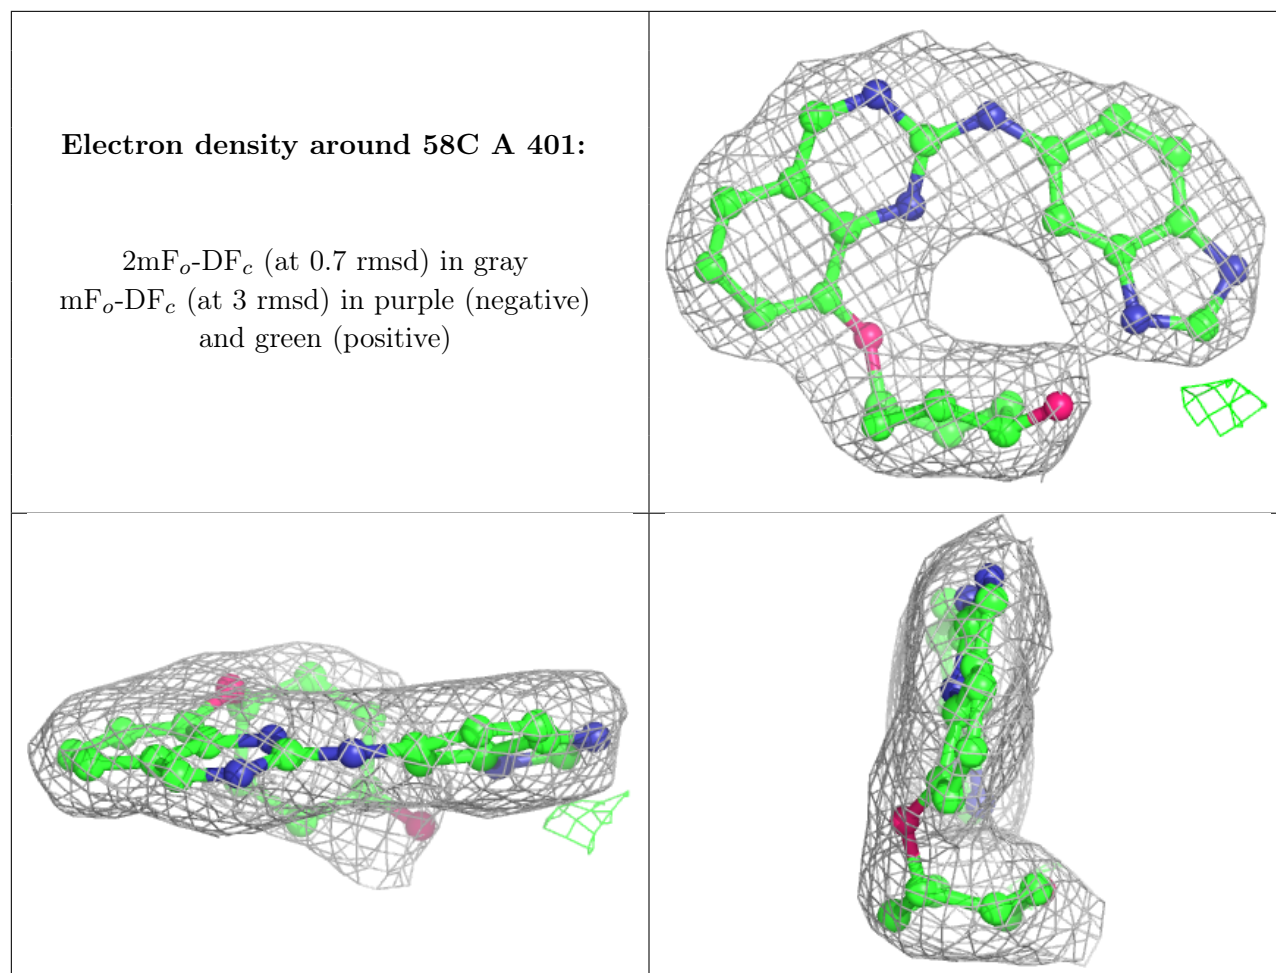 Electron density around 58C A 401:
2mFo-DFc (at 0.7 rmsd) in gray
mFo-DFc (at 3 rmsd) in purple (negative)
and green (positive)